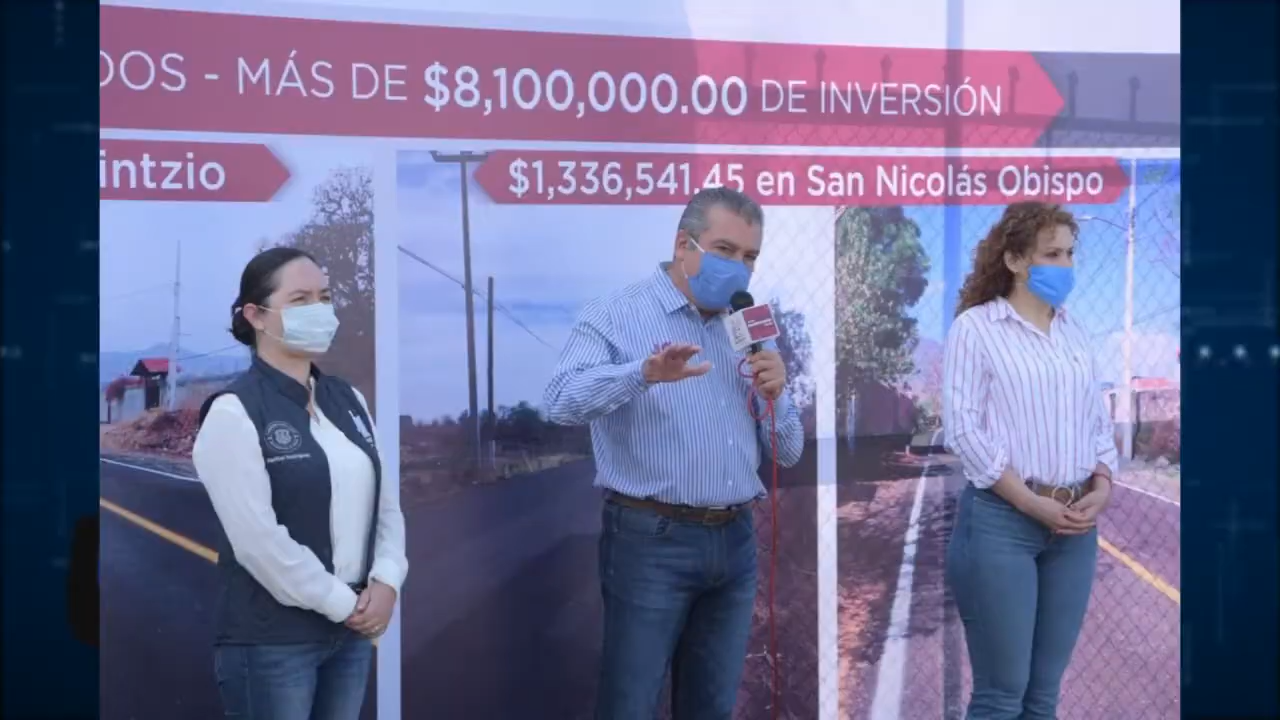 DOS - MÁS DE $8,100,000.00 DE INVERSIÓN
intzio
$1,336,541.45 en San Nicolás Obispo